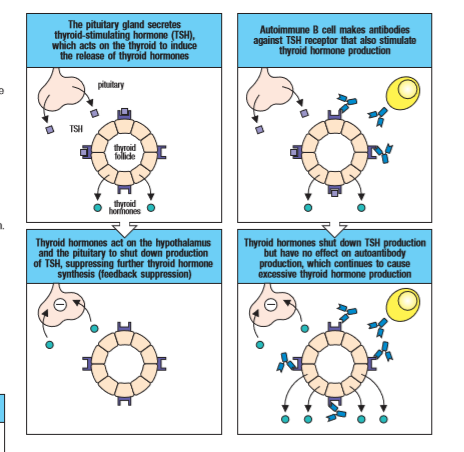 The pituitary gland secretes
thyroid-stimulating hormone (TSH),
which acts on the thyroid to induce
the release of thyroid hormones
pituitary
TSH
thyroid
follicle
thyroid
hormones
Autoimmune B cell makes antibodies
against TSH receptor that also stimulate
thyroid hormone production
Thyroid hormones act on the hypothalamus
and the pituitary to shut down production
of TSH, suppressing further thyroid hormone
synthesis (feedback suppression)
Thyroid hormones shut down TSH production
but have no effect on autoantibody
production, which continues to cause
excessive thyroid hormone production